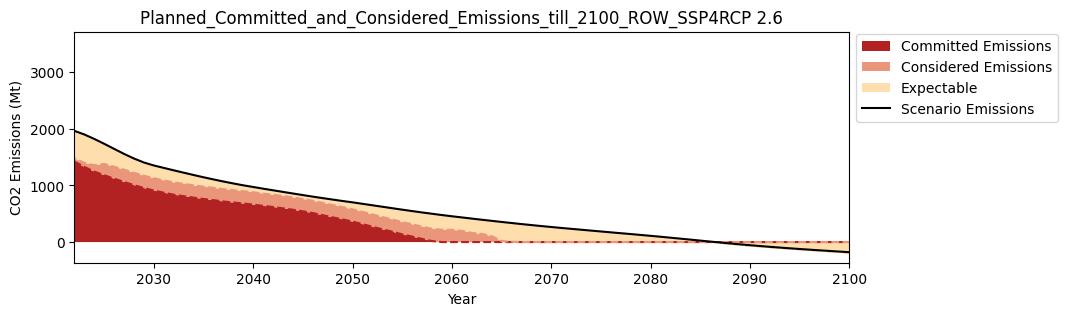 Planned_Committed_and_Considered_Emissions_till_2100_ROW_SSP4RCP 2.6
CO2 Emissions (Mt)
3000
2000
1000
0
2030 2040 2050 2060 2070 2080 2090 2100
Year
Committed Emissions
Considered Emissions
Expectable
Scenario Emissions